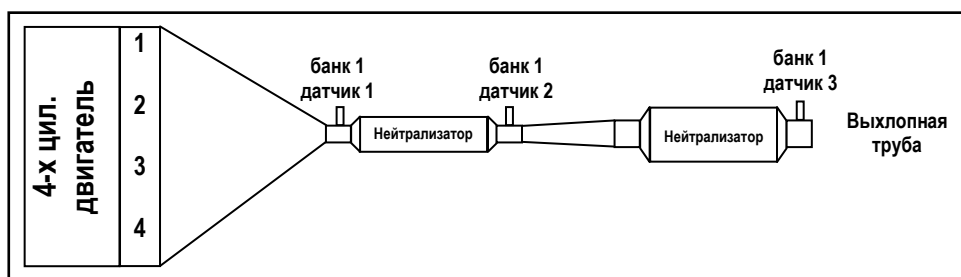 4-х цил.
двигатель
1
2
3
4
банк 1
датчик 1
Нейтрализатор
банк 1
датчик 2
Нейтрализатор
банк 1
датчик 3
Выхлопная
труба